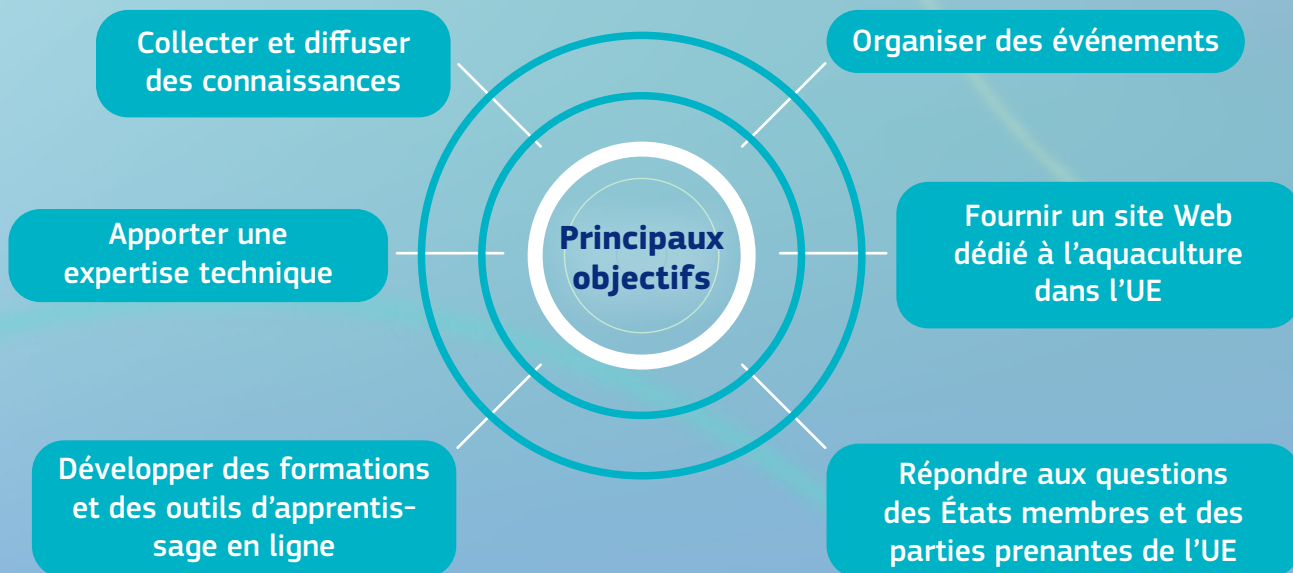 Collecter et diffuser
des connaissances
Organiser des événements
Apporter une
expertise technique
Principaux
objectifs
Fournir un site Web
dédié à l’aquaculture
dans l’UE
Développer des formations
et des outils d’apprentis-
sage en ligne
Répondre aux questions
des États membres et des
parties prenantes de l’UE